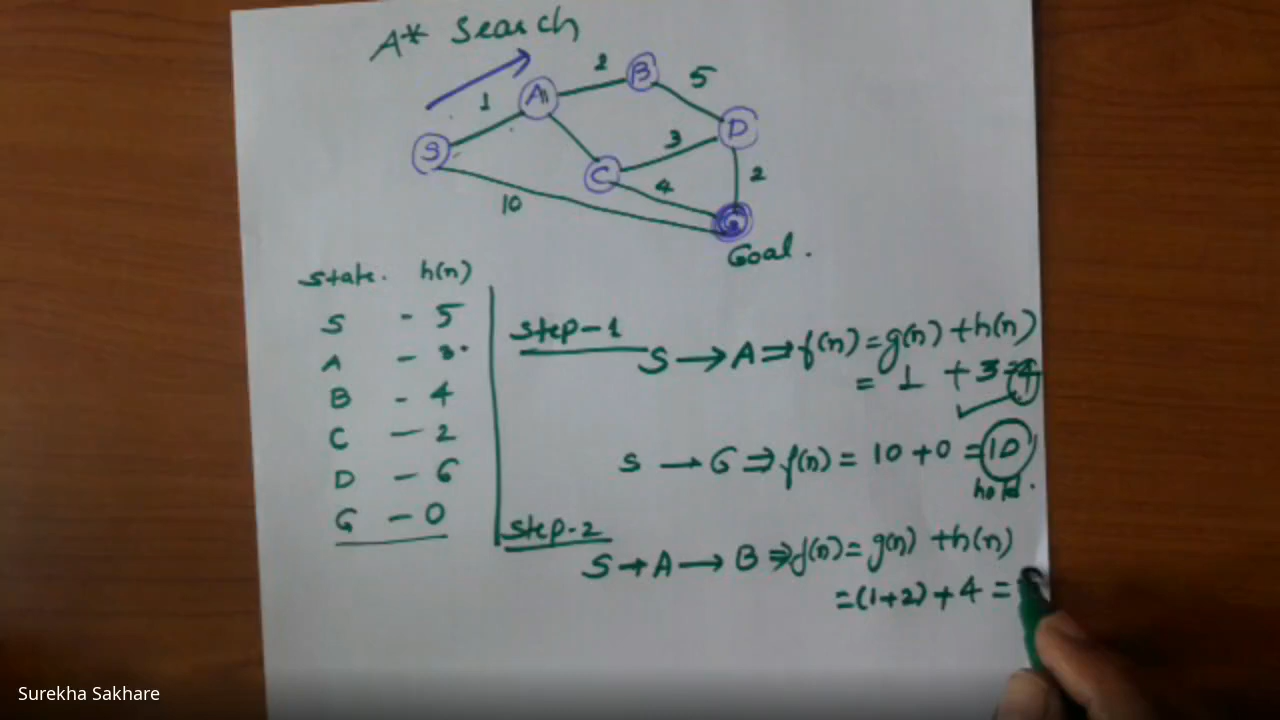 A* Search
1
2
B
5
A
D
S
3
C
4
2
10
G
Goal.
State. h(n)
S - 5
A - 3
B - 4
C - 2
D - 6
G - 0
Step-1
S → A ⇒ f(n) = g(n) + h(n)
= 1 + 3 = 4
S → G ⇒ f(n) = 10 + 0 = 10
hold.
Step-2
S → A → B ⇒ f(n) = g(n) + h(n)
= (1+2) + 4 =
Surekha Sakhare